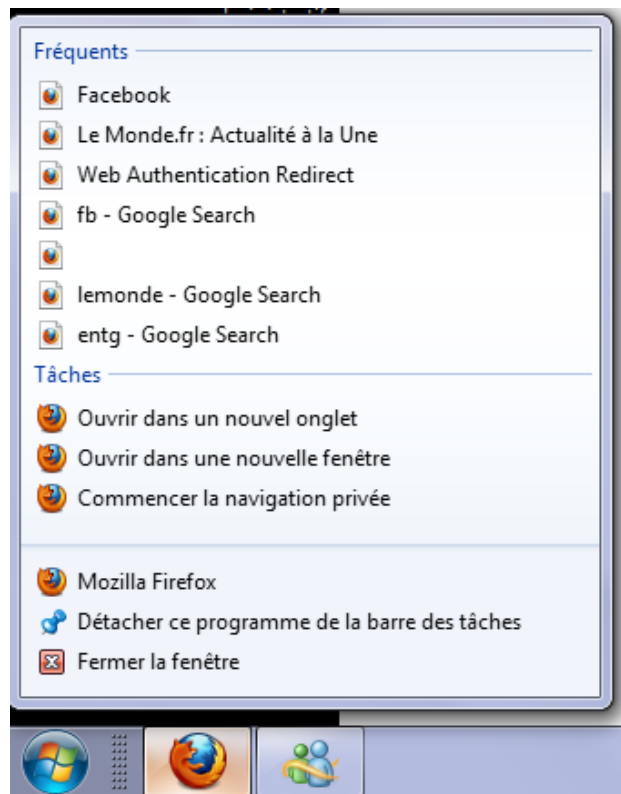 Fréquents
Facebook
Le Monde.fr : Actualité à la Une
Web Authentication Redirect
fb - Google Search
lemonde - Google Search
entg - Google Search
Tâches
Ouvrir dans un nouvel onglet
Ouvrir dans une nouvelle fenêtre
Commencer la navigation privée
Mozilla Firefox
Détacher ce programme de la barre des tâches
Fermer la fenêtre